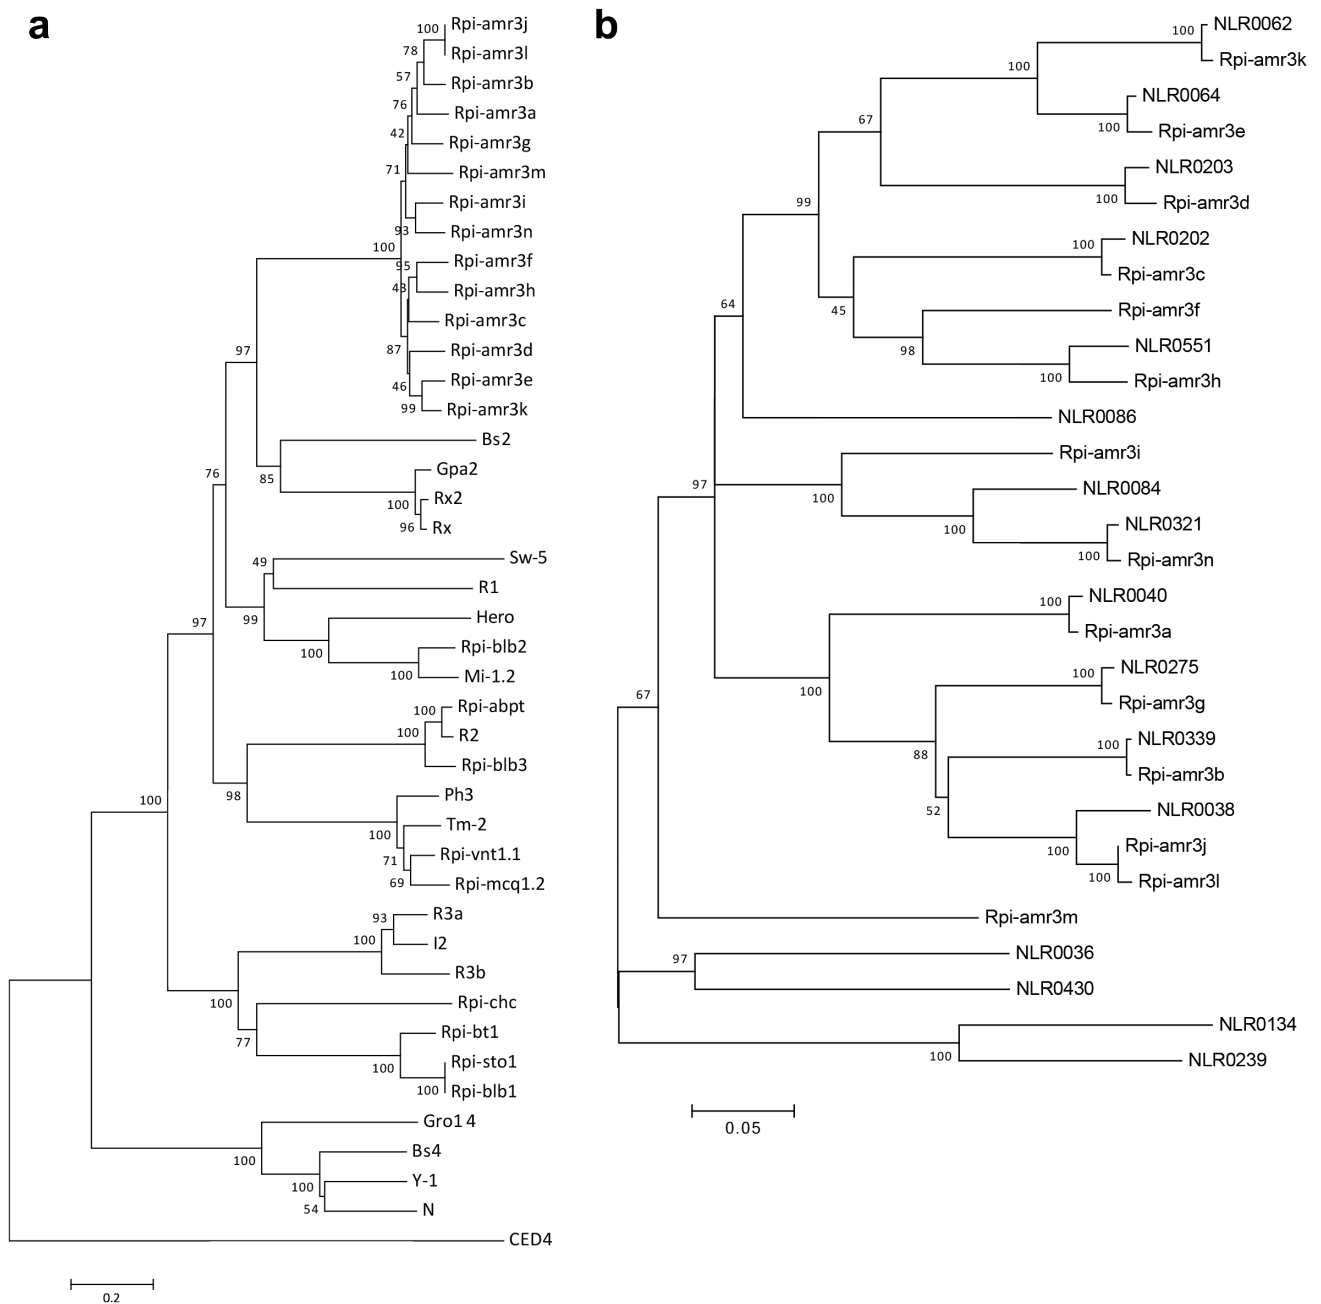 a
100
Rpi-amr3j
Rpi-amr3l
78
Rpi-amr3b
57
Rpi-amr3a
76
Rpi-amr3g
42
Rpi-amr3m
71
Rpi-amr3i
Rpi-amr3n
93
100
Rpi-amr3f
95
Rpi-amr3h
43
Rpi-amr3c
87
Rpi-amr3d
Rpi-amr3e
46
Rpi-amr3k
99
97
Bs2
85
Gpa2
Rx2
100
Rx
96
76
Sw-5
49
R1
99
Hero
Rpi-blb2
100
Mi-1.2
100
97
Rpi-abpt
100
R2
100
Rpi-blb3
98
Ph3
Tm-2
100
Rpi-vnt1.1
71
Rpi-mcq1.2
69
100
R3a
93
I2
100
R3b
100
Rpi-chc
77
Rpi-bt1
Rpi-sto1
100
Rpi-blb1
100
Gro1 4
Bs4
100
Y-1
100
N
54
CED4
0.2
b
NLR0062
100
Rpi-amr3k
100
NLR0064
Rpi-amr3e
100
67
NLR0203
Rpi-amr3d
100
99
NLR0202
100
Rpi-amr3c
45
Rpi-amr3f
NLR0551
98
Rpi-amr3h
100
64
NLR0086
97
Rpi-amr3i
NLR0084
100
NLR0321
100
Rpi-amr3n
100
NLR0040
100
Rpi-amr3a
100
NLR0275
100
Rpi-amr3g
88
NLR0339
100
Rpi-amr3b
52
NLR0038
Rpi-amr3j
100
Rpi-amr3l
100
67
Rpi-amr3m
NLR0036
97
NLR0430
NLR0134
NLR0239
100
0.05